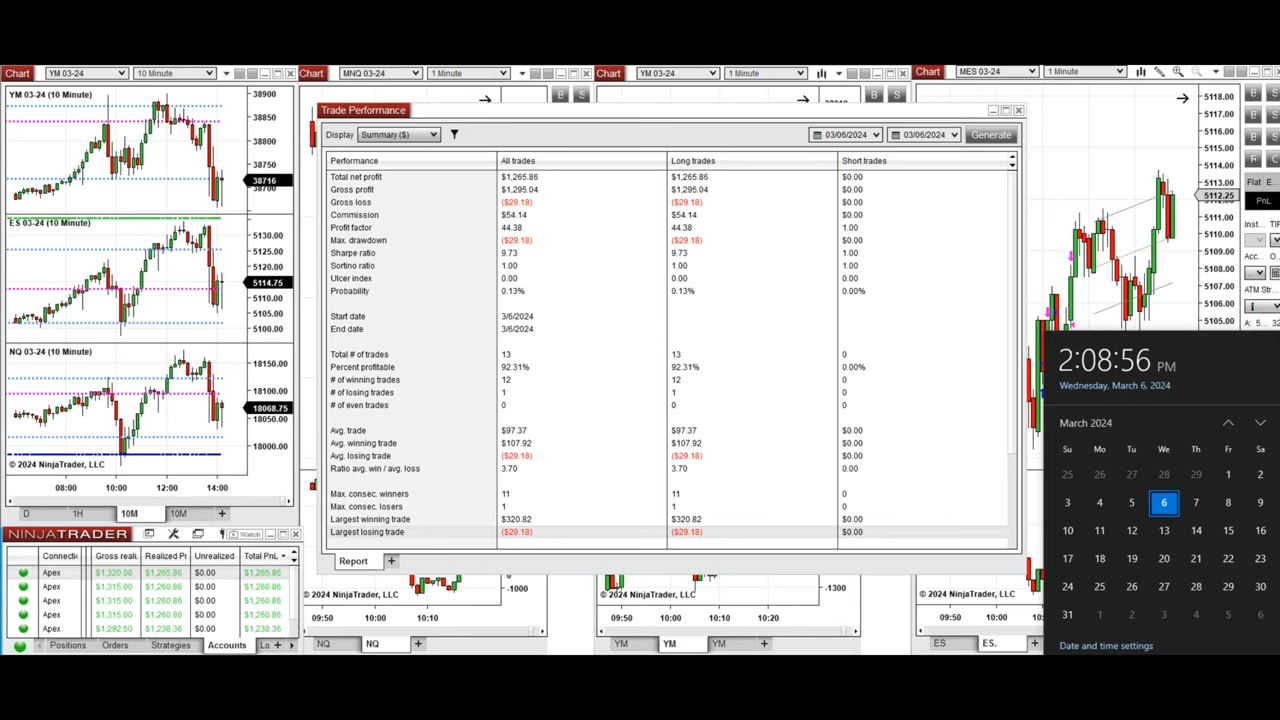 Chart YM 03-24 10 Minute
YM 03-24 (10 Minute)
38900
38850
38800
38750
38716
38700
ES 03-24 (10 Minute)
5130.00
5120.00
5114.75
5110.00
5100.00
NQ 03-24 (10 Minute)
18150.00
18100.00
18068.75
18050.00
18000.00
© 2024 NinjaTrader, LLC
08:00 10:00 12:00 14:00
D 1H 10M 10M +
NINJATRADER Watch
Connectic Gross reali Realized P Unrealized Total PnL
Apex $1,320.00 $1,265.86 $0.00 $1,265.86
Apex $1,315.00 $1,260.86 $0.00 $1,260.86
Apex $1,315.00 $1,260.86 $0.00 $1,260.86
Apex $1,315.00 $1,260.86 $0.00 $1,260.86
Apex $1,292.50 $1,238.36 $0.00 $1,238.36
Positions Orders Strategies Accounts Lo +
Chart MNQ 03-24 1 Minute
B S
Chart YM 03-24 1 Minute
B S
Trade Performance
Display Summary ($) 03/06/2024 03/06/2024 Generate
Performance All trades Long trades Short trades
Total net profit $1,265.86 $1,265.86 $0.00
Gross profit $1,295.04 $1,295.04 $0.00
Gross loss ($29.18) ($29.18) $0.00
Commission $54.14 $54.14 $0.00
Profit factor 44.38 44.38 1.00
Max. drawdown ($29.18) ($29.18) $0.00
Sharpe ratio 9.73 9.73 1.00
Sortino ratio 1.00 1.00 1.00
Ulcer index 0.00 0.00 0.00
Probability 0.13% 0.13% 0.00%
Start date 3/6/2024
End date 3/6/2024
Total # of trades 13 13 0
Percent profitable 92.31% 92.31% 0.00%
# of winning trades 12 12 0
# of losing trades 1 1 0
# of even trades 0 0 0
Avg. trade $97.37 $97.37 $0.00
Avg. winning trade $107.92 $107.92 $0.00
Avg. losing trade ($29.18) ($29.18) $0.00
Ratio avg. win / avg. loss 3.70 3.70 0.00
Max. consec. winners 11 11 0
Max. consec. losers 1 1 0
Largest winning trade $320.82 $320.82 $0.00
Largest losing trade ($29.18) ($29.18) $0.00
Report +
© 2024 NinjaTrader, LLC
-1000
09:50 10:00 10:10
NQ NQ +
© 2024 NinjaTrader, LLC
-1300
09:50 10:00 10:10 10:20
YM YM YM +
Chart MES 03-24 1 Minute
5118.00
5117.00
5116.00
5115.00
5114.00
5113.00
5112.25
5111.00
5110.00
5109.00
5108.00
5107.00
5106.00
5105.00
B S
F C
Flat E...
PnL
Inst... TIF
Acc... O...
ATM Str...
A: 5... 32
© 2024 NinjaTrader, LLC
09:50 10:00
ES ES. +
2:08:56 PM
Wednesday, March 6, 2024
March 2024
Su Mo Tu We Th Fr Sa
25 26 27 28 29 1 2
3 4 5 6 7 8 9
10 11 12 13 14 15 16
17 18 19 20 21 22 23
24 25 26 27 28 29 30
31 1 2 3 4 5 6
Date and time settings